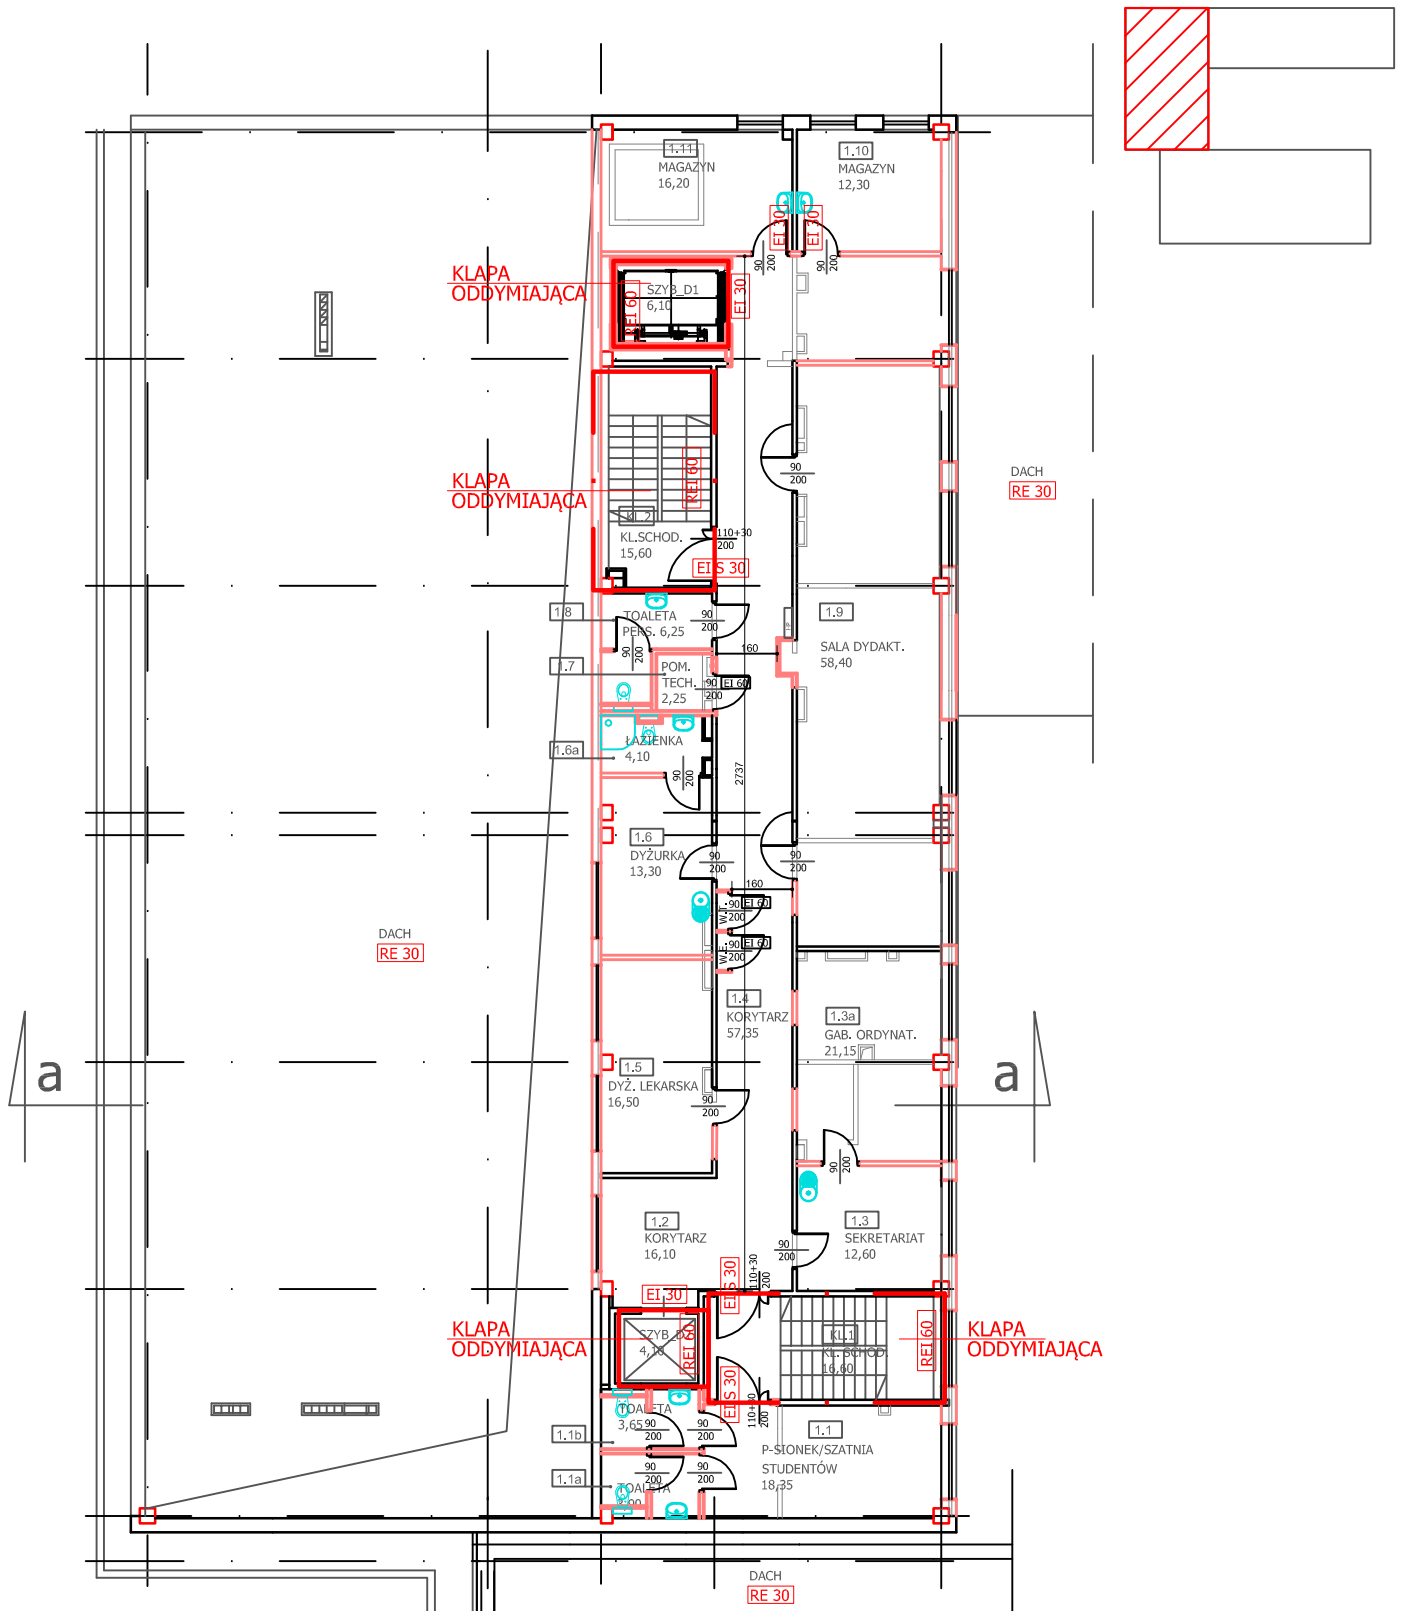 1.11
MAGAZYN
16,20
1.10
MAGAZYN
12,30
EI 30
EI 30
90
200
90
200
KLAPA
ODDYMIAJĄCA
SZYB_D1
6,10
REI 60
EI 30
KLAPA
ODDYMIAJĄCA
REI 60
KL.2
KL.SCHOD.
15,60
110+30
200
EI S 30
90
200
DACH
RE 30
1.8
TOALETA
PERS. 6,25
90
200
90
200
1.9
SALA DYDAKT.
58,40
160
1.7
POM.
TECH.
2,25
90
200
EI 60
1.6a
ŁAZIENKA
4,10
90
200
2737
1.6
DYŻURKA
13,30
90
200
90
200
160
W.T.
90
200
EI 60
W.E.
90
200
EI 60
DACH
RE 30
1.4
KORYTARZ
57,35
1.3a
GAB. ORDYNAT.
21,15
a
a
1.5
DYŻ. LEKARSKA
16,50
90
200
90
200
1.2
KORYTARZ
16,10
1.3
SEKRETARIAT
12,60
90
200
EI 30
EI S 30
110+30
200
KLAPA
ODDYMIAJĄCA
SZYB_D2
4,10
REI 60
KL.1
KL. SCHOD.
16,60
REI 60
KLAPA
ODDYMIAJĄCA
EI S 30
110+30
200
TOALETA
3,65
90
200
90
200
1.1b
1.1
P-SIONEK/SZATNIA
STUDENTÓW
18,35
1.1a
TOALETA
90
200
90
200
DACH
RE 30